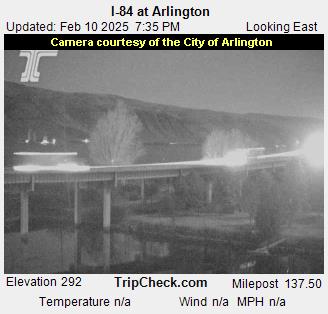 I-84 at Arlington
Updated: Feb 10 2025 7:35 PM Looking East
Camera courtesy of the City of Arlington
Elevation 292 TripCheck.com Milepost 137.50
Temperature n/a Wind n/a MPH n/a